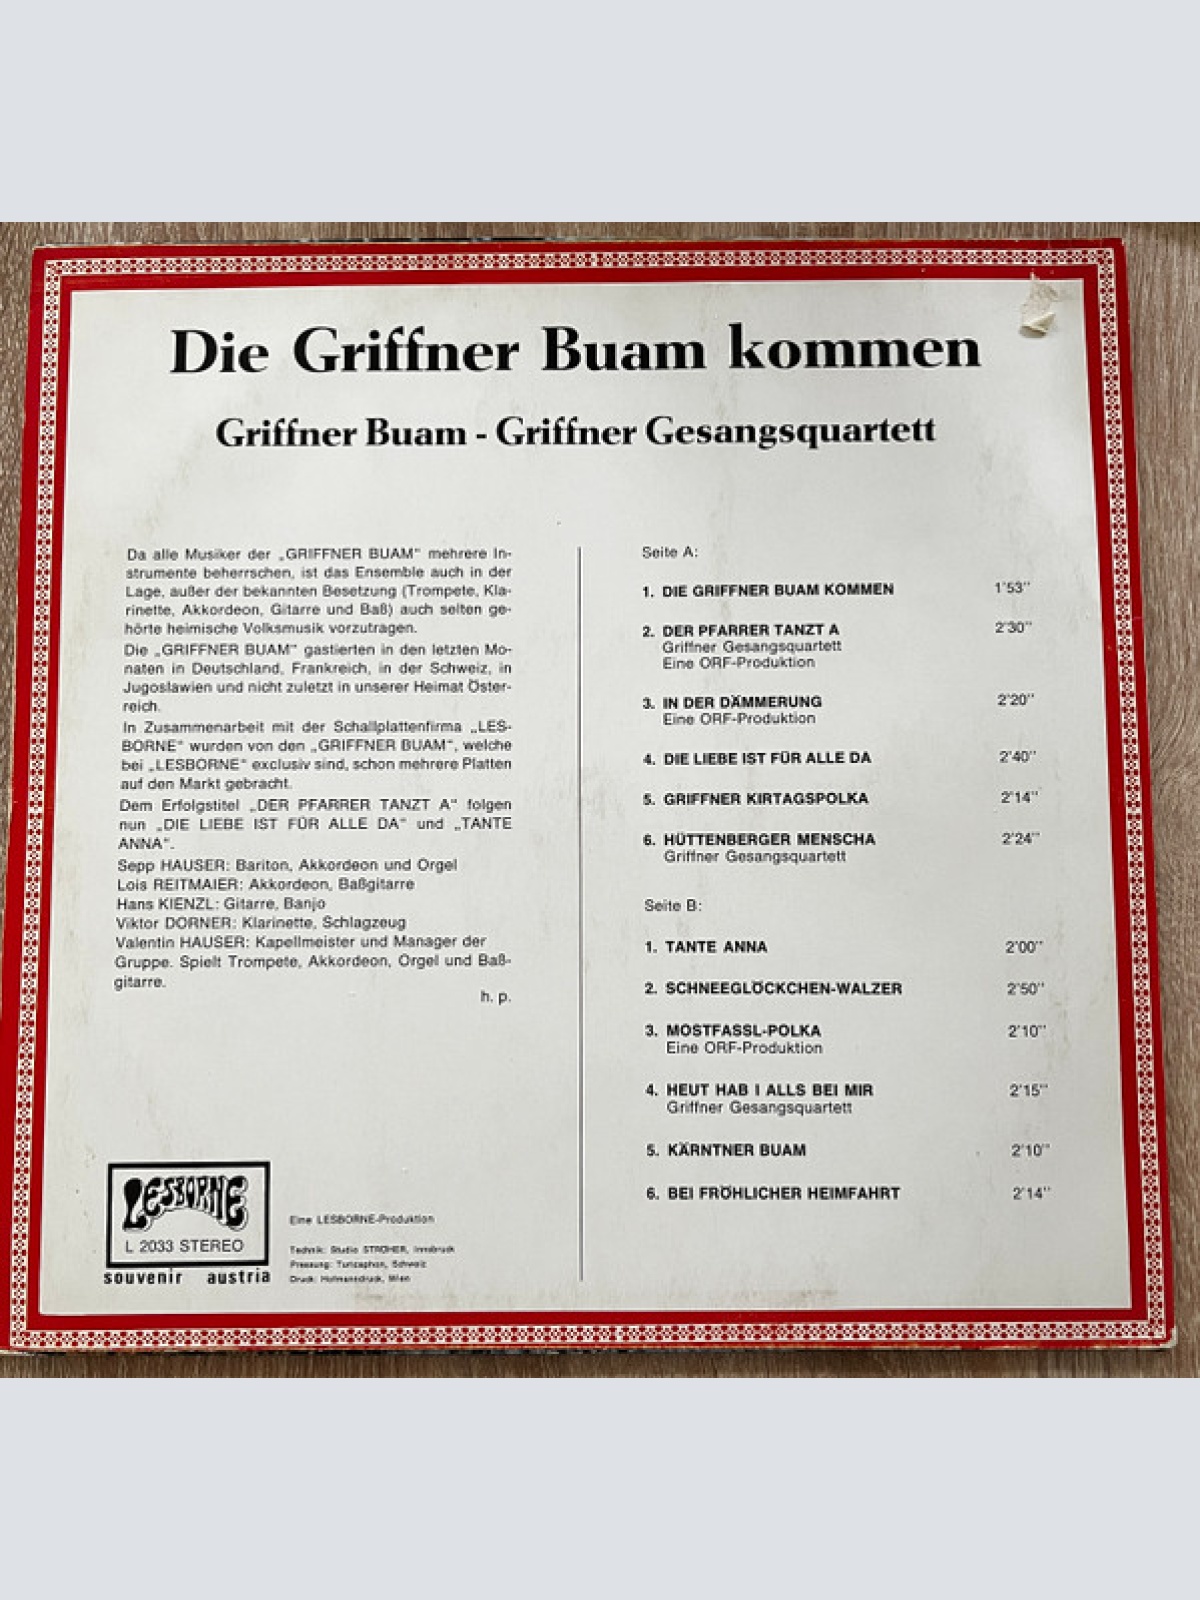 Die Griffner Buam kommen
Griffner Buam - Griffner Gesangsquartett
Da alle Musiker der „GRIFFNER BUAM" mehrere In-
strumente beherrschen, ist das Ensemble auch in der
Lage, außer der bekannten Besetzung (Trompete, Kla-
rinette, Akkordeon, Gitarre und Baß) auch selten ge-
hörte heimische Volksmusik vorzutragen.
Die „GRIFFNER BUAM" gastierten in den letzten Mo-
naten in Deutschland, Frankreich, in der Schweiz, in
Jugoslawien und nicht zuletzt in unserer Heimat Öster-
reich.
In Zusammenarbeit mit der Schallplattenfirma „LES-
BORNE" wurden von den „GRIFFNER BUAM", welche
bei „LESBORNE" exclusiv sind, schon mehrere Platten
auf den Markt gebracht.
Dem Erfolgstitel „DER PFARRER TANZT A" folgen
nun „DIE LIEBE IST FÜR ALLE DA" und „TANTE
ANNA".
Sepp HAUSER: Bariton, Akkordeon und Orgel
Lois REITMAIER: Akkordeon, Baßgitarre
Hans KIENZL: Gitarre, Banjo
Viktor DORNER: Klarinette, Schlagzeug
Valentin HAUSER: Kapellmeister und Manager der
Gruppe. Spielt Trompete, Akkordeon, Orgel und Baß-
gitarre.
h. p.
LESBORNE
L 2033 STEREO
souvenir austria
Eine LESBORNE-Produktion
Technik: Studio STROHER, Innsbruck
Pressung: Turicaphon, Schweiz
Druck: Hofmannsdruck, Wien
Seite A:
1. DIE GRIFFNER BUAM KOMMEN 1'53''
2. DER PFARRER TANZT A 2'30''
Griffner Gesangsquartett
Eine ORF-Produktion
3. IN DER DÄMMERUNG 2'20''
Eine ORF-Produktion
4. DIE LIEBE IST FÜR ALLE DA 2'40''
5. GRIFFNER KIRTAGSPOLKA 2'14''
6. HÜTTENBERGER MENSCHA 2'24''
Griffner Gesangsquartett
Seite B:
1. TANTE ANNA 2'00''
2. SCHNEEGLÖCKCHEN-WALZER 2'50''
3. MOSTFASSL-POLKA 2'10''
Eine ORF-Produktion
4. HEUT HAB I ALLS BEI MIR 2'15''
Griffner Gesangsquartett
5. KÄRNTNER BUAM 2'10''
6. BEI FRÖHLICHER HEIMFAHRT 2'14''